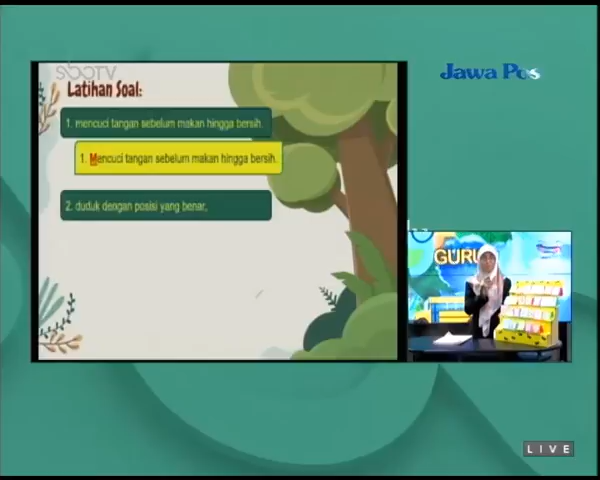 sboTV
Jawa Pos
Latihan Soal:
1. mencuci tangan sebelum makan hingga bersih.
1. Mencuci tangan sebelum makan hingga bersih.
2. duduk dengan posisi yang benar,
GURU
LIVE